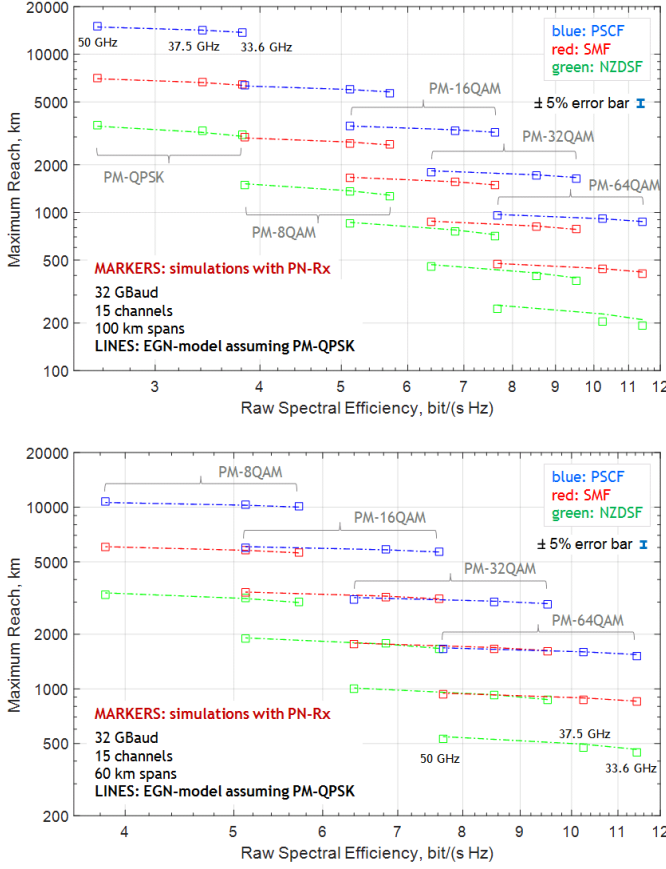 20000
10000
5000
2000
1000
500
200
100
Maximum Reach, km
50 GHz
37.5 GHz
33.6 GHz
blue: PSCF
red: SMF
green: NZDSF
± 5% error bar
PM-16QAM
PM-32QAM
PM-64QAM
PM-QPSK
PM-8QAM
MARKERS: simulations with PN-Rx
32 GBaud
15 channels
100 km spans
LINES: EGN-model assuming PM-QPSK
3 4 5 6 7 8 9 10 11 12
Raw Spectral Efficiency, bit/(s Hz)
20000
10000
5000
2000
1000
500
200
Maximum Reach, km
PM-8QAM
PM-16QAM
PM-32QAM
PM-64QAM
blue: PSCF
red: SMF
green: NZDSF
± 5% error bar
MARKERS: simulations with PN-Rx
32 GBaud
15 channels
60 km spans
LINES: EGN-model assuming PM-QPSK
50 GHz
37.5 GHz
33.6 GHz
4 5 6 7 8 9 10 11 12
Raw Spectral Efficiency, bit/(s Hz)